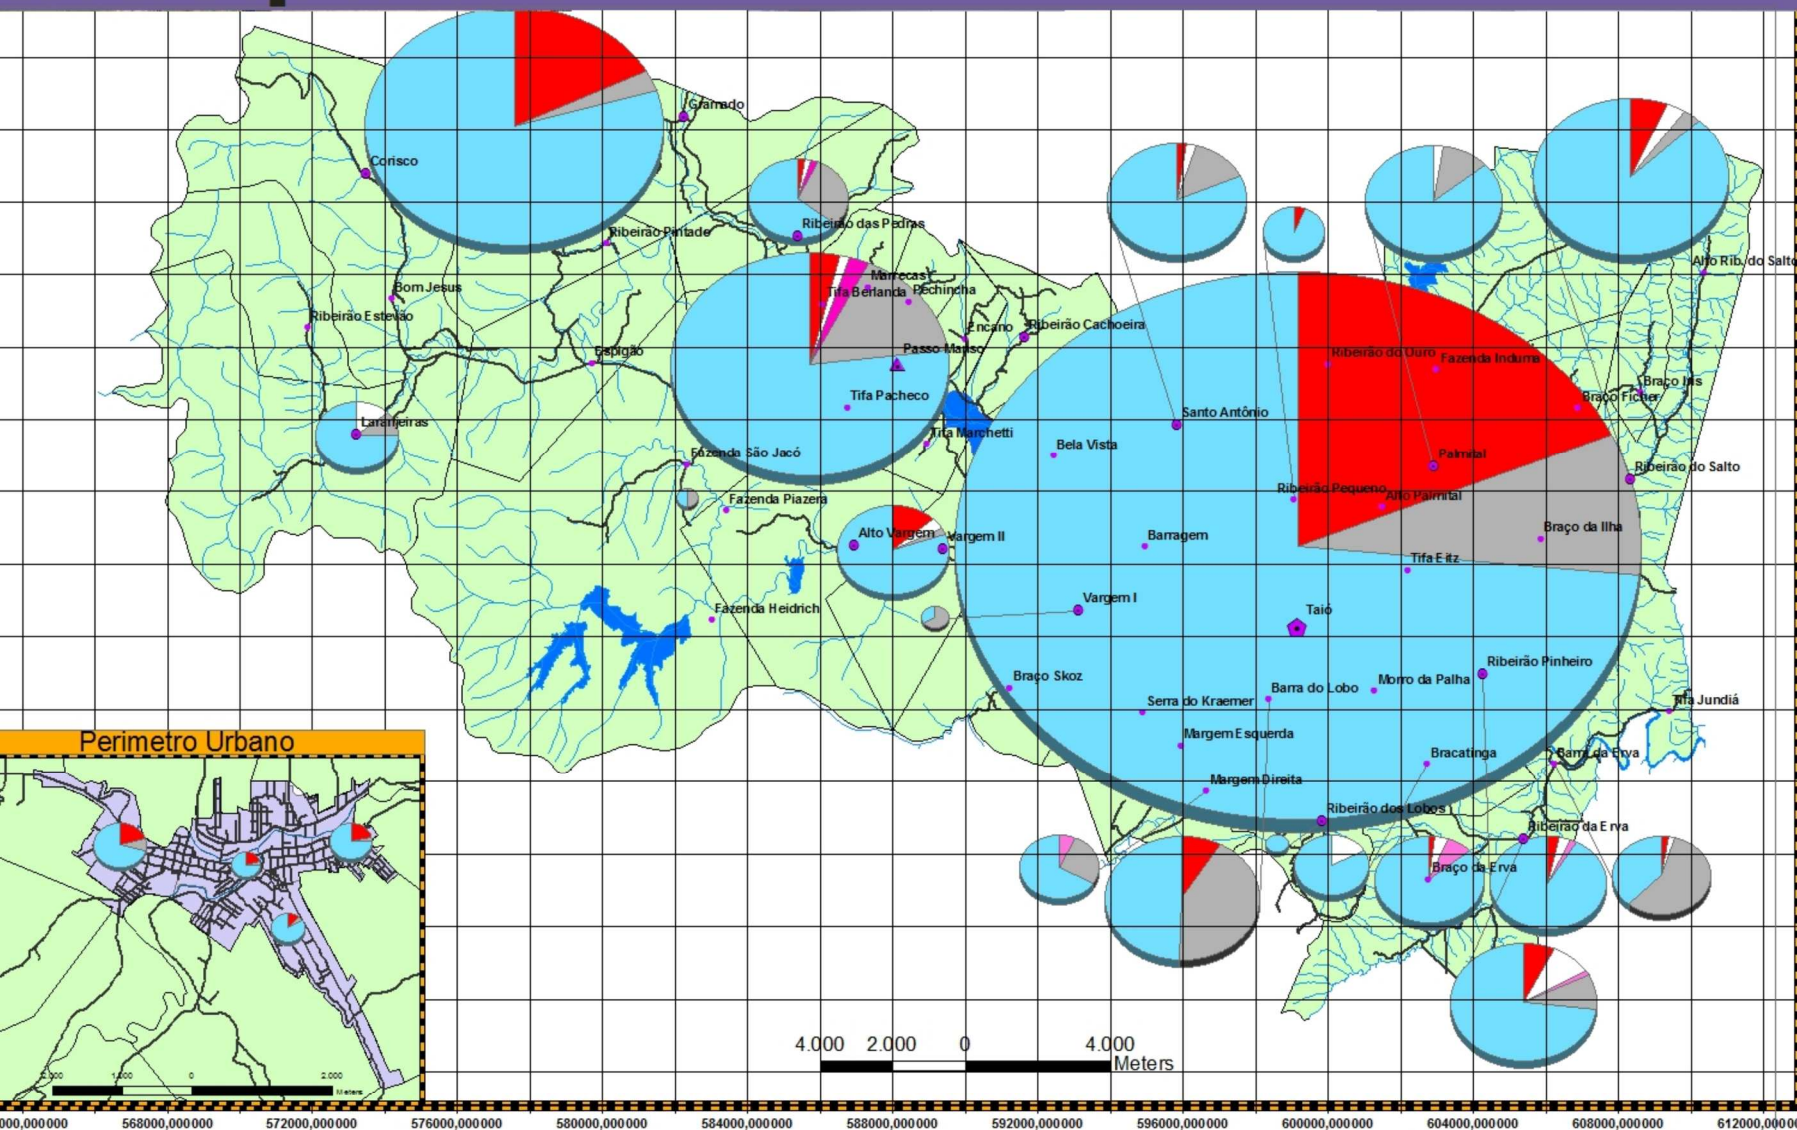 Gramado
Corisco
Ribeirão das Pedras
Ribeirão Pintado
Alto Rib. do Salto
Marrecas
Bom Jesus
Tifa Berlanda
Pechincha
Ribeirão Estevão
Encano
Ribeirão Cachoeira
Espigão
Passo Manso
Ribeirão do Ouro
Fazenda Induma
Braço Iris
Tifa Pacheco
Braço Ficher
Santo Antônio
Laranjeiras
Tifa Marchetti
Bela Vista
Fazenda São Jacó
Palmital
Ribeirão do Salto
Ribeirão Pequeno
Alto Palmital
Fazenda Piazera
Braço da Ilha
Alto Vargem
Vargem II
Barragem
Tifa Eitz
Vargem I
Fazenda Heidrich
Taió
Ribeirão Pinheiro
Braço Skoz
Morro da Palha
Barra do Lobo
Serra do Kraemer
Tifa Jundiá
Margem Esquerda
Perimetro Urbano
Bracatinga
Barra da Erva
Margem Direita
Ribeirão dos Lobos
Ribeirão da Erva
Braço da Erva
4.000 2.000 0 4.000
Meters
0 2.000
Meters
568000,000000 572000,000000 576000,000000 580000,000000 584000,000000 588000,000000 592000,000000 596000,000000 600000,000000 604000,000000 608000,000000